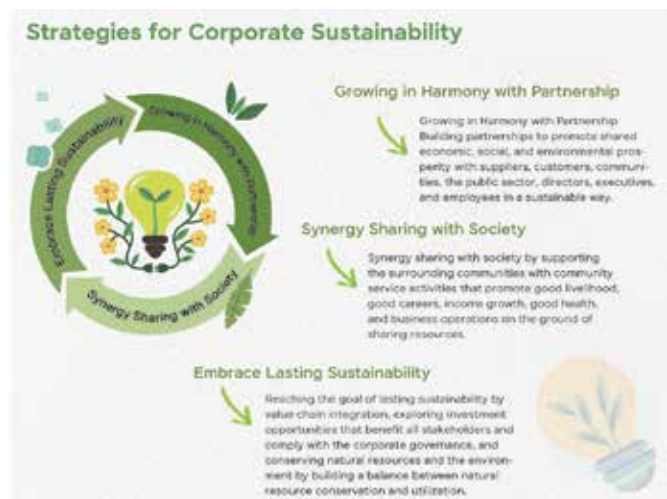 Strategies for Corporate Sustainability
Embrace Lasting Sustainability
Growing in Harmony with Partnership
Synergy Sharing with Society
Growing in Harmony with Partnership
Growing in Harmony with Partnership
Building partnerships to promote shared
economic, social, and environmental pros-
perity with suppliers, customers, communi-
ties, the public sector, directors, executives,
and employees in a sustainable way.
Synergy Sharing with Society
Synergy sharing with society by supporting
the surrounding communities with community
service activities that promote good livelihood,
good careers, income growth, good health,
and business operations on the ground of
sharing resources.
Embrace Lasting Sustainability
Reaching the goal of lasting sustainability by
value chain integration, exploring investment
opportunities that benefit all stakeholders and
comply with the corporate governance, and
conserving natural resources and the environ-
ment by building a balance between natural
resource conservation and utilization.